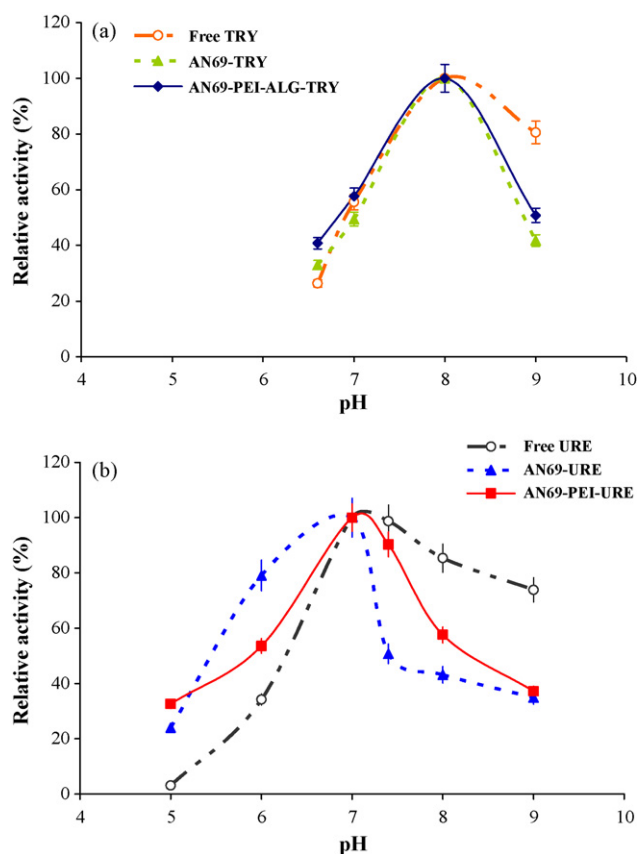 (a)
Free TRY
AN69-TRY
AN69-PEI-ALG-TRY
Relative activity (%)
120
100
80
60
40
20
0
4 5 6 7 8 9 10
pH
(b)
Free URE
AN69-URE
AN69-PEI-URE
Relative activity (%)
120
100
80
60
40
20
0
4 5 6 7 8 9 10
pH